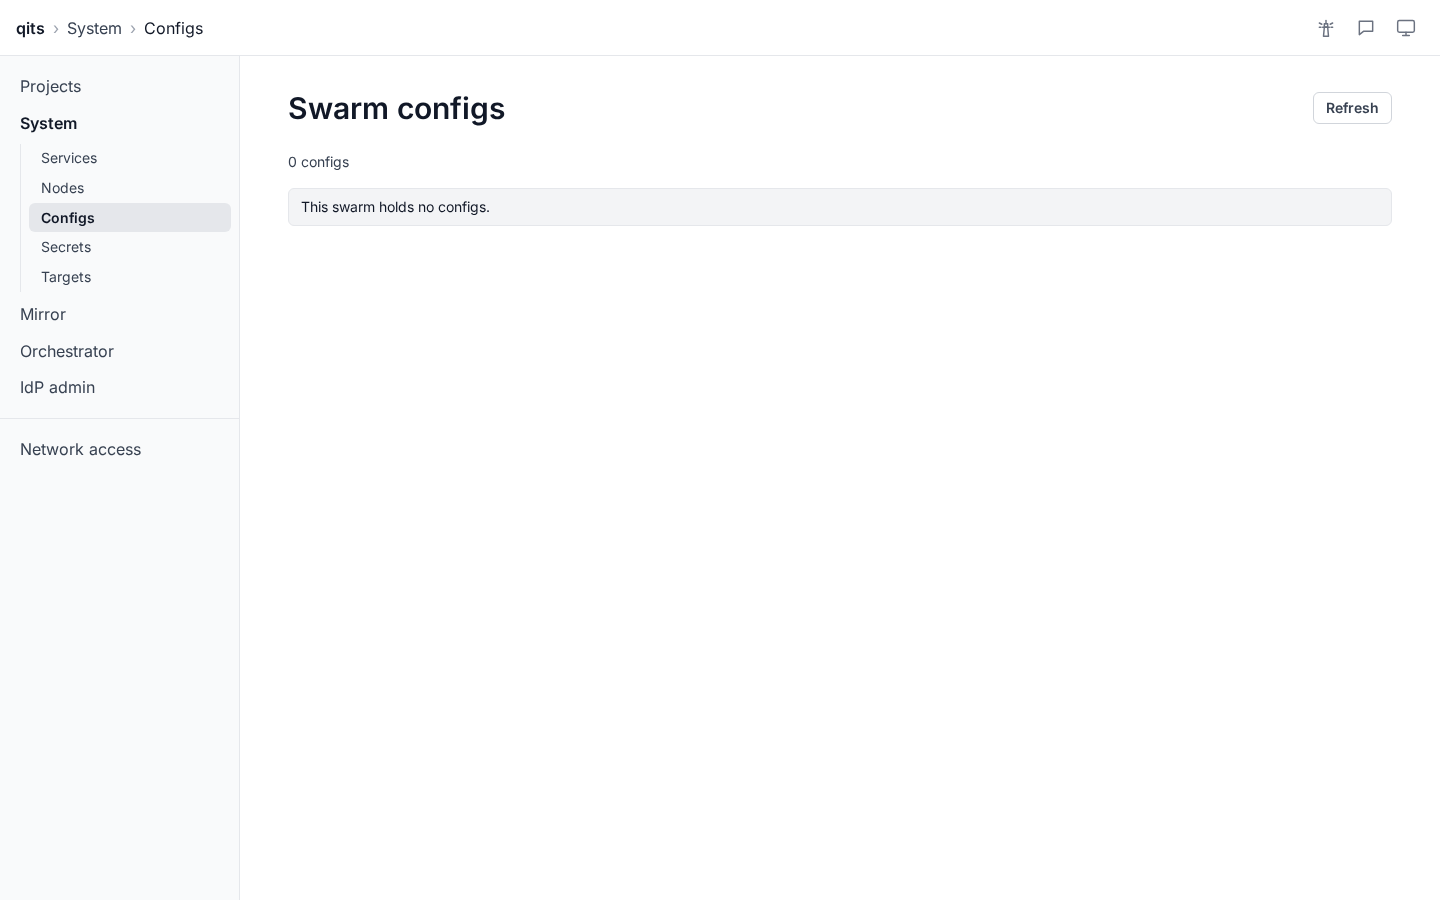 qits › System › Configs
Projects
System
Services
Nodes
Configs
Secrets
Targets
Mirror
Orchestrator
IdP admin
Network access
Swarm configs
Refresh
0 configs
This swarm holds no configs.